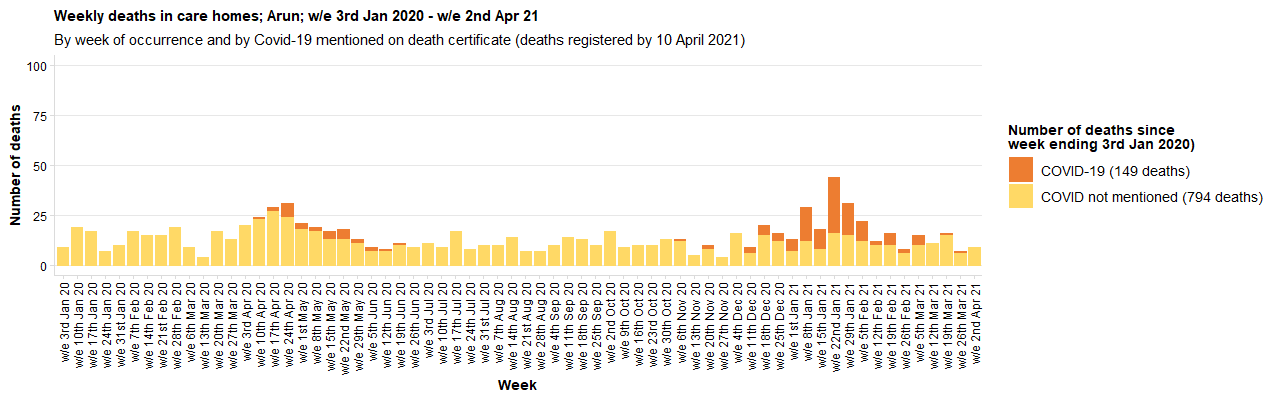 Weekly deaths in care homes; Arun; w/e 3rd Jan 2020 - w/e 2nd Apr 21
By week of occurrence and by Covid-19 mentioned on death certificate (deaths registered by 10 April 2021)
Number of deaths
100
75
50
25
0
w/e 3rd Jan 20
w/e 10th Jan 20
w/e 17th Jan 20
w/e 24th Jan 20
w/e 31st Jan 20
w/e 7th Feb 20
w/e 14th Feb 20
w/e 21st Feb 20
w/e 28th Feb 20
w/e 6th Mar 20
w/e 13th Mar 20
w/e 20th Mar 20
w/e 27th Mar 20
w/e 3rd Apr 20
w/e 10th Apr 20
w/e 17th Apr 20
w/e 24th Apr 20
w/e 1st May 20
w/e 8th May 20
w/e 15th May 20
w/e 22nd May 20
w/e 29th May 20
w/e 5th Jun 20
w/e 12th Jun 20
w/e 19th Jun 20
w/e 26th Jun 20
w/e 3rd Jul 20
w/e 10th Jul 20
w/e 17th Jul 20
w/e 24th Jul 20
w/e 31st Jul 20
w/e 7th Aug 20
w/e 14th Aug 20
w/e 21st Aug 20
w/e 28th Aug 20
w/e 4th Sep 20
w/e 11th Sep 20
w/e 18th Sep 20
w/e 25th Sep 20
w/e 2nd Oct 20
w/e 9th Oct 20
w/e 16th Oct 20
w/e 23rd Oct 20
w/e 30th Oct 20
w/e 6th Nov 20
w/e 13th Nov 20
w/e 20th Nov 20
w/e 27th Nov 20
w/e 4th Dec 20
w/e 11th Dec 20
w/e 18th Dec 20
w/e 25th Dec 20
w/e 1st Jan 21
w/e 8th Jan 21
w/e 15th Jan 21
w/e 22nd Jan 21
w/e 29th Jan 21
w/e 5th Feb 21
w/e 12th Feb 21
w/e 19th Feb 21
w/e 26th Feb 21
w/e 5th Mar 21
w/e 12th Mar 21
w/e 19th Mar 21
w/e 26th Mar 21
w/e 2nd Apr 21
Week
Number of deaths since
week ending 3rd Jan 2020)
COVID-19 (149 deaths)
COVID not mentioned (794 deaths)